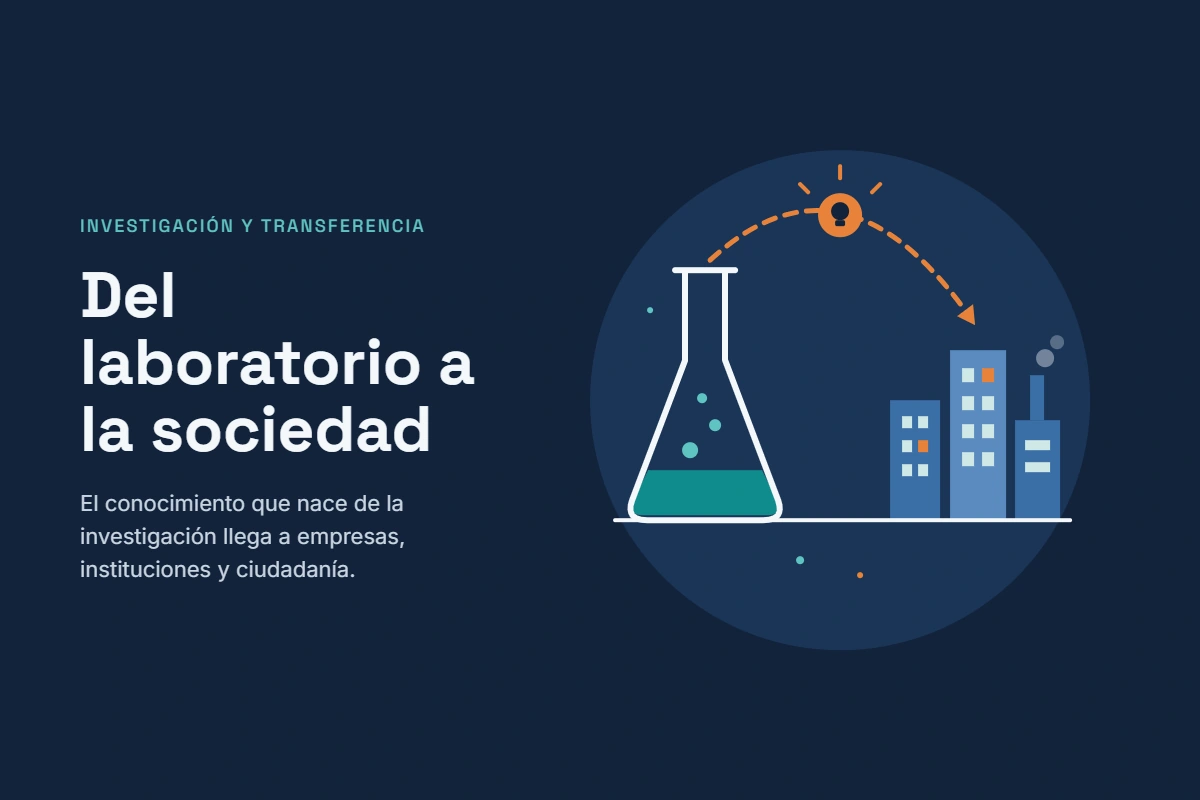 INVESTIGACIÓN Y TRANSFERENCIA
Del
laboratorio a
la sociedad
El conocimiento que nace de la
investigación llega a empresas,
instituciones y ciudadanía.